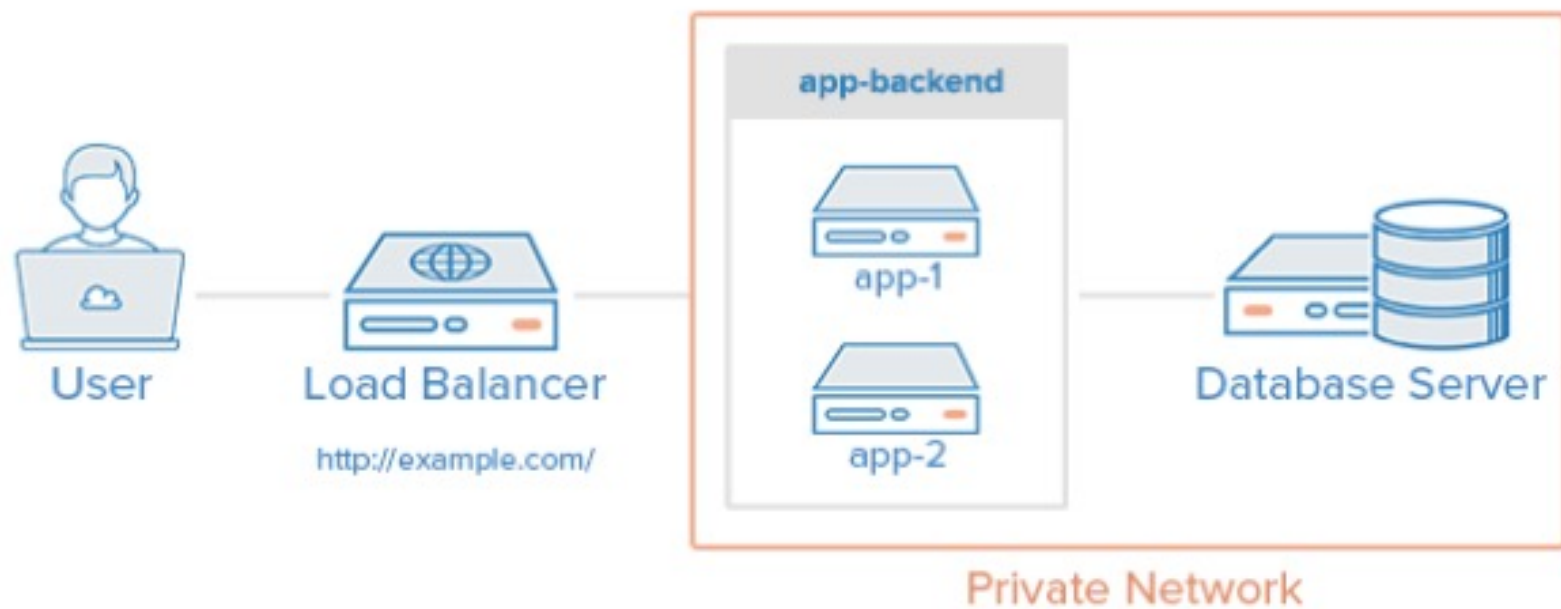 app-backend
app-1
app-2
User
Load Balancer
http://example.com/
Database Server
Private Network